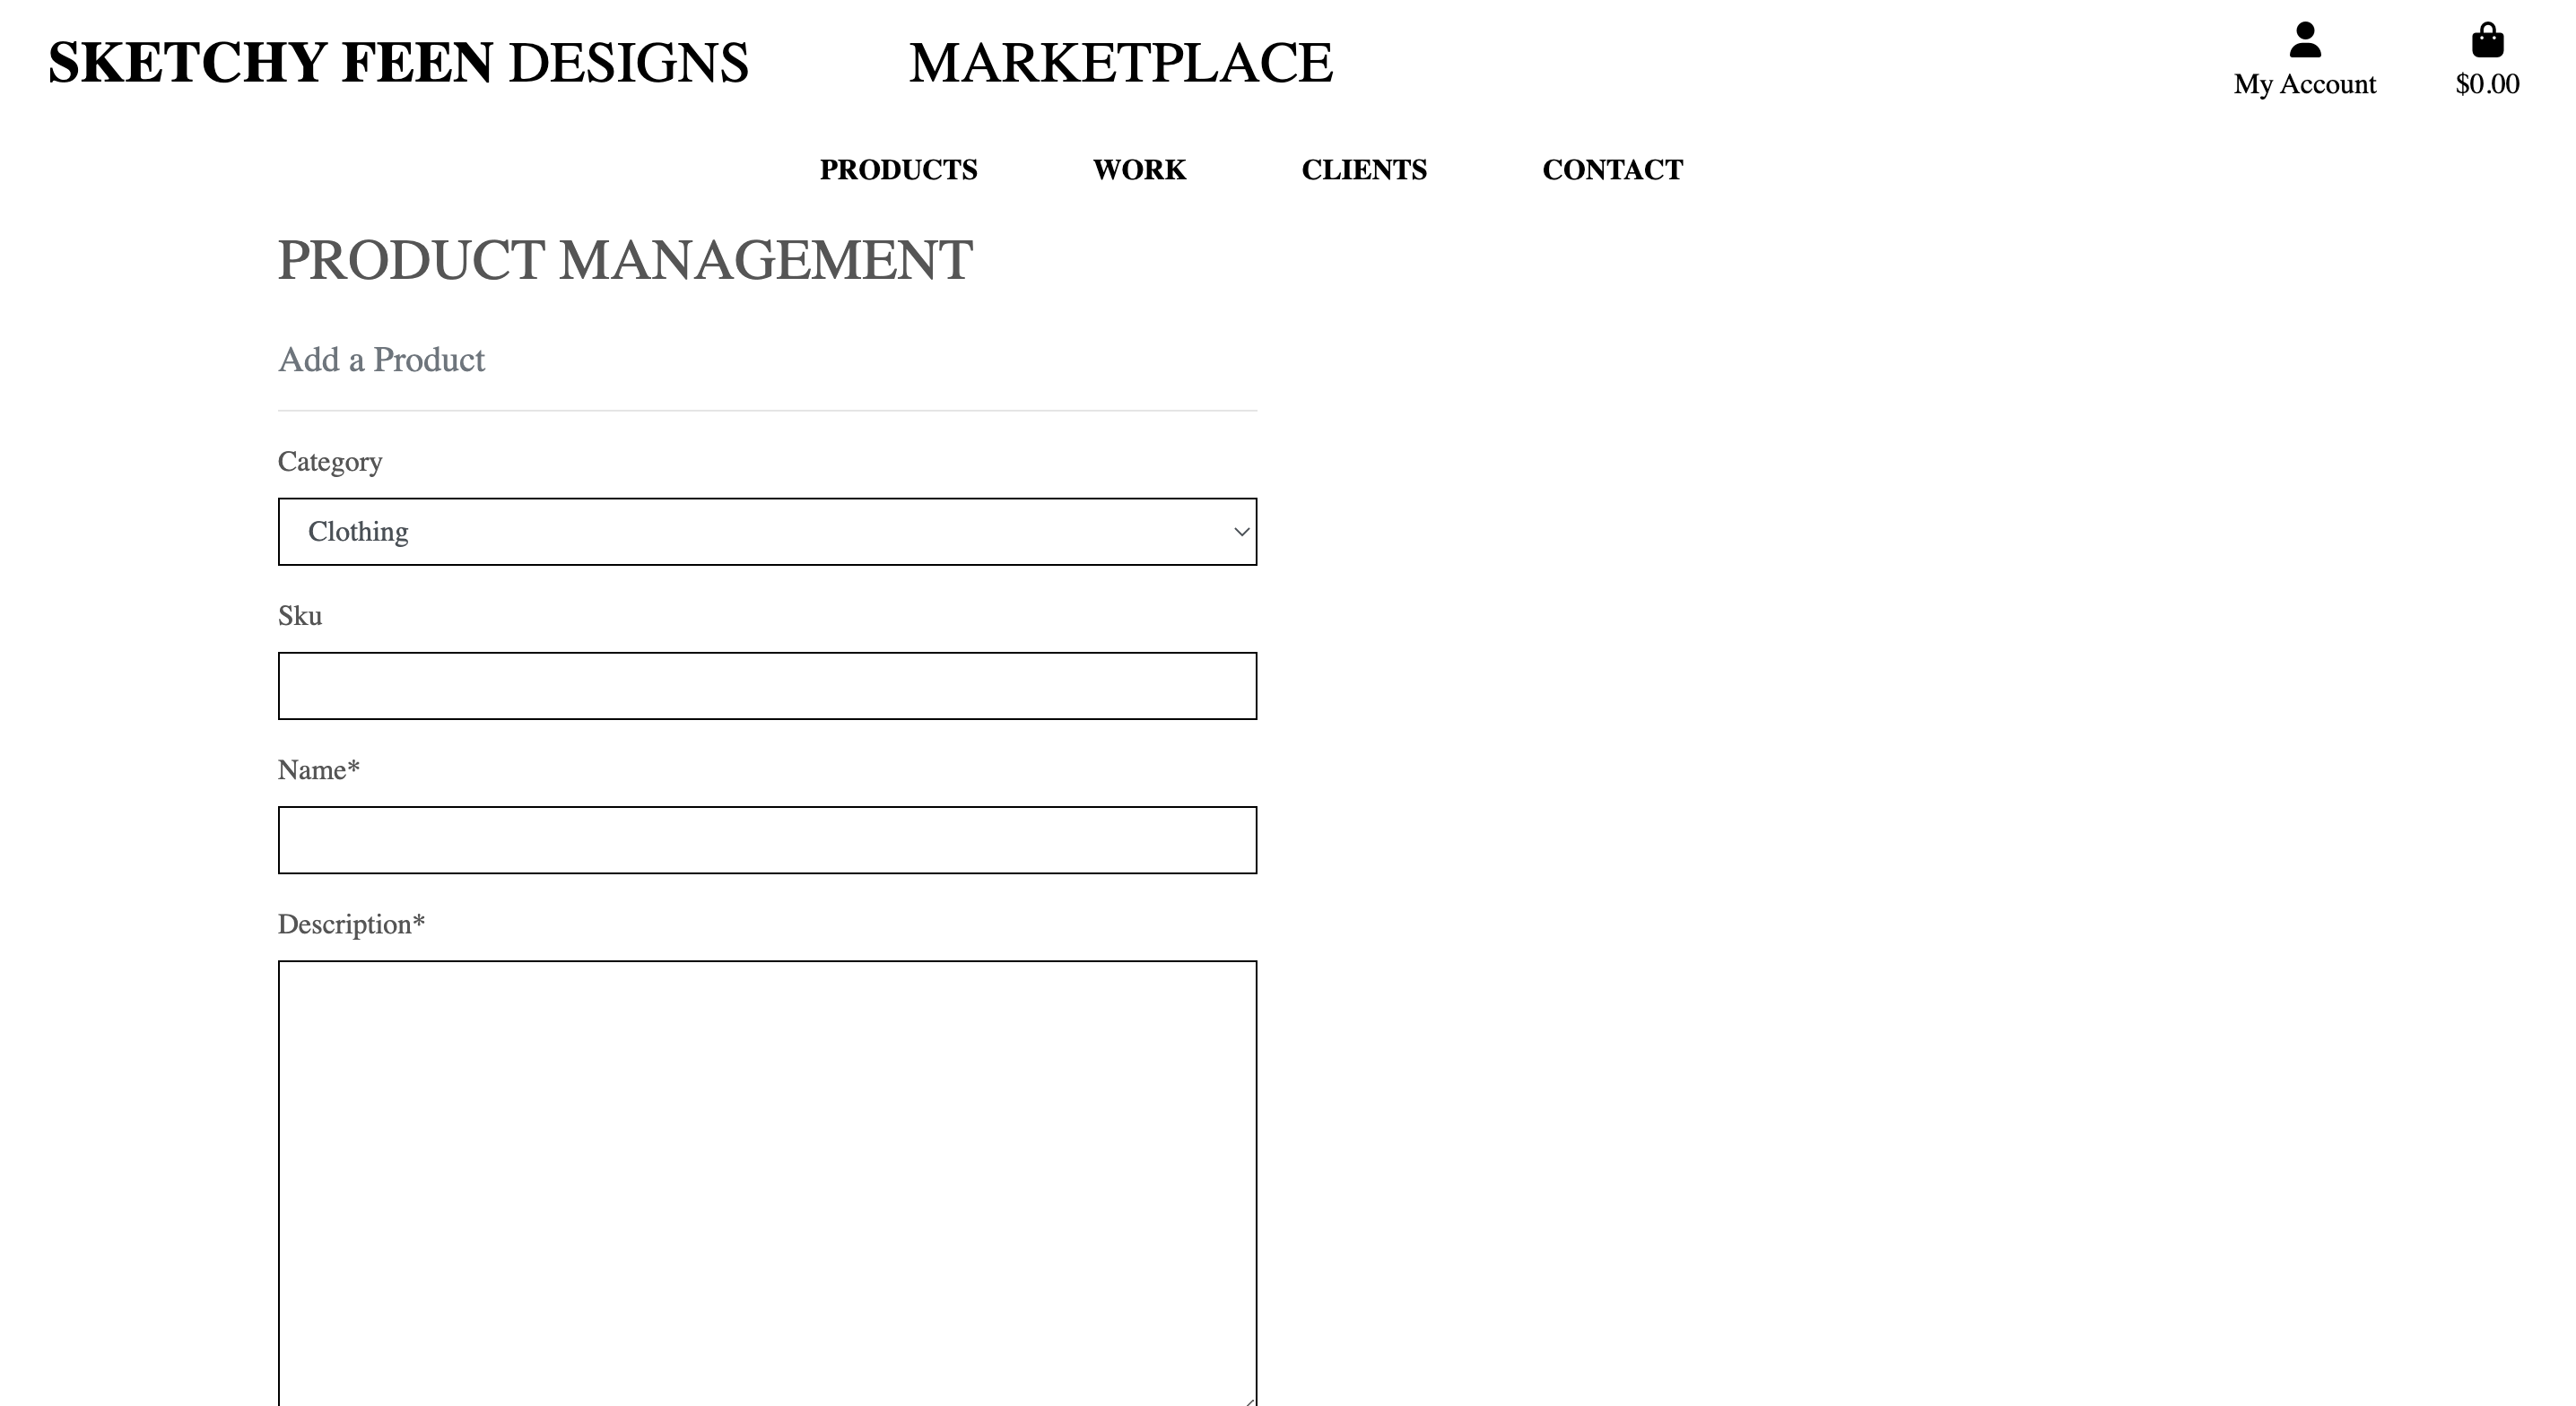 SKETCHY FEEN DESIGNS
MARKETPLACE
My Account
$0.00
PRODUCTS
WORK
CLIENTS
CONTACT
PRODUCT MANAGEMENT
Add a Product
Category
Clothing
Sku
Name*
Description*